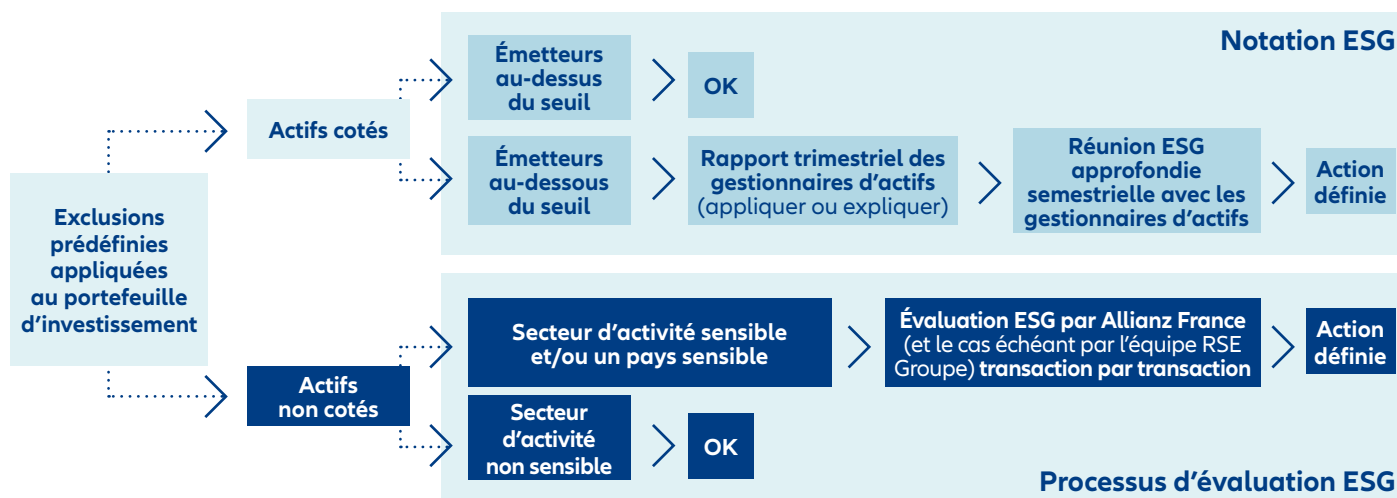 Notation ESG
Exclusions
prédéfinies
appliquées
au portefeuille
d'investissement
Actifs cotés
Émetteurs
au-dessus
du seuil
OK
Émetteurs
au-dessous
du seuil
Rapport trimestriel des
gestionnaires d'actifs
(appliquer ou expliquer)
Réunion ESG
approfondie
semestrielle avec les
gestionnaires d'actifs
Action
définie
Actifs
non cotés
Secteur d'activité sensible
et/ou un pays sensible
Évaluation ESG par Allianz France
(et le cas échéant par l'équipe RSE
Groupe) transaction par transaction
Action
définie
Secteur
d'activité
non sensible
OK
Processus d'évaluation ESG